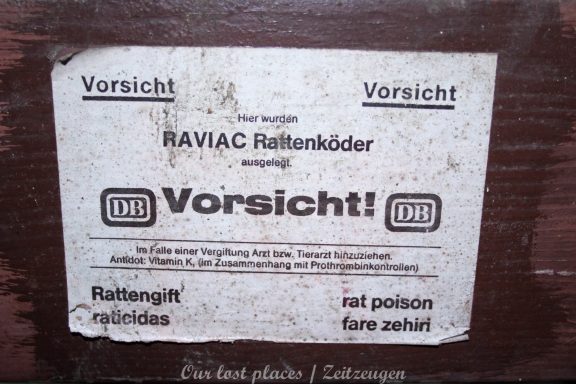 Vorsicht Vorsicht
Hier wurden
RAVIAC Rattenköder
ausgelegt.
DB Vorsicht! DB
Im Falle einer Vergiftung Arzt bzw. Tierarzt hinzuziehen.
Antidot: Vitamin K, (im Zusammenhang mit Prothrombinkontrollen)
Rattengift rat poison
raticidas fare zehiri
Our lost places | Zeitzeugen